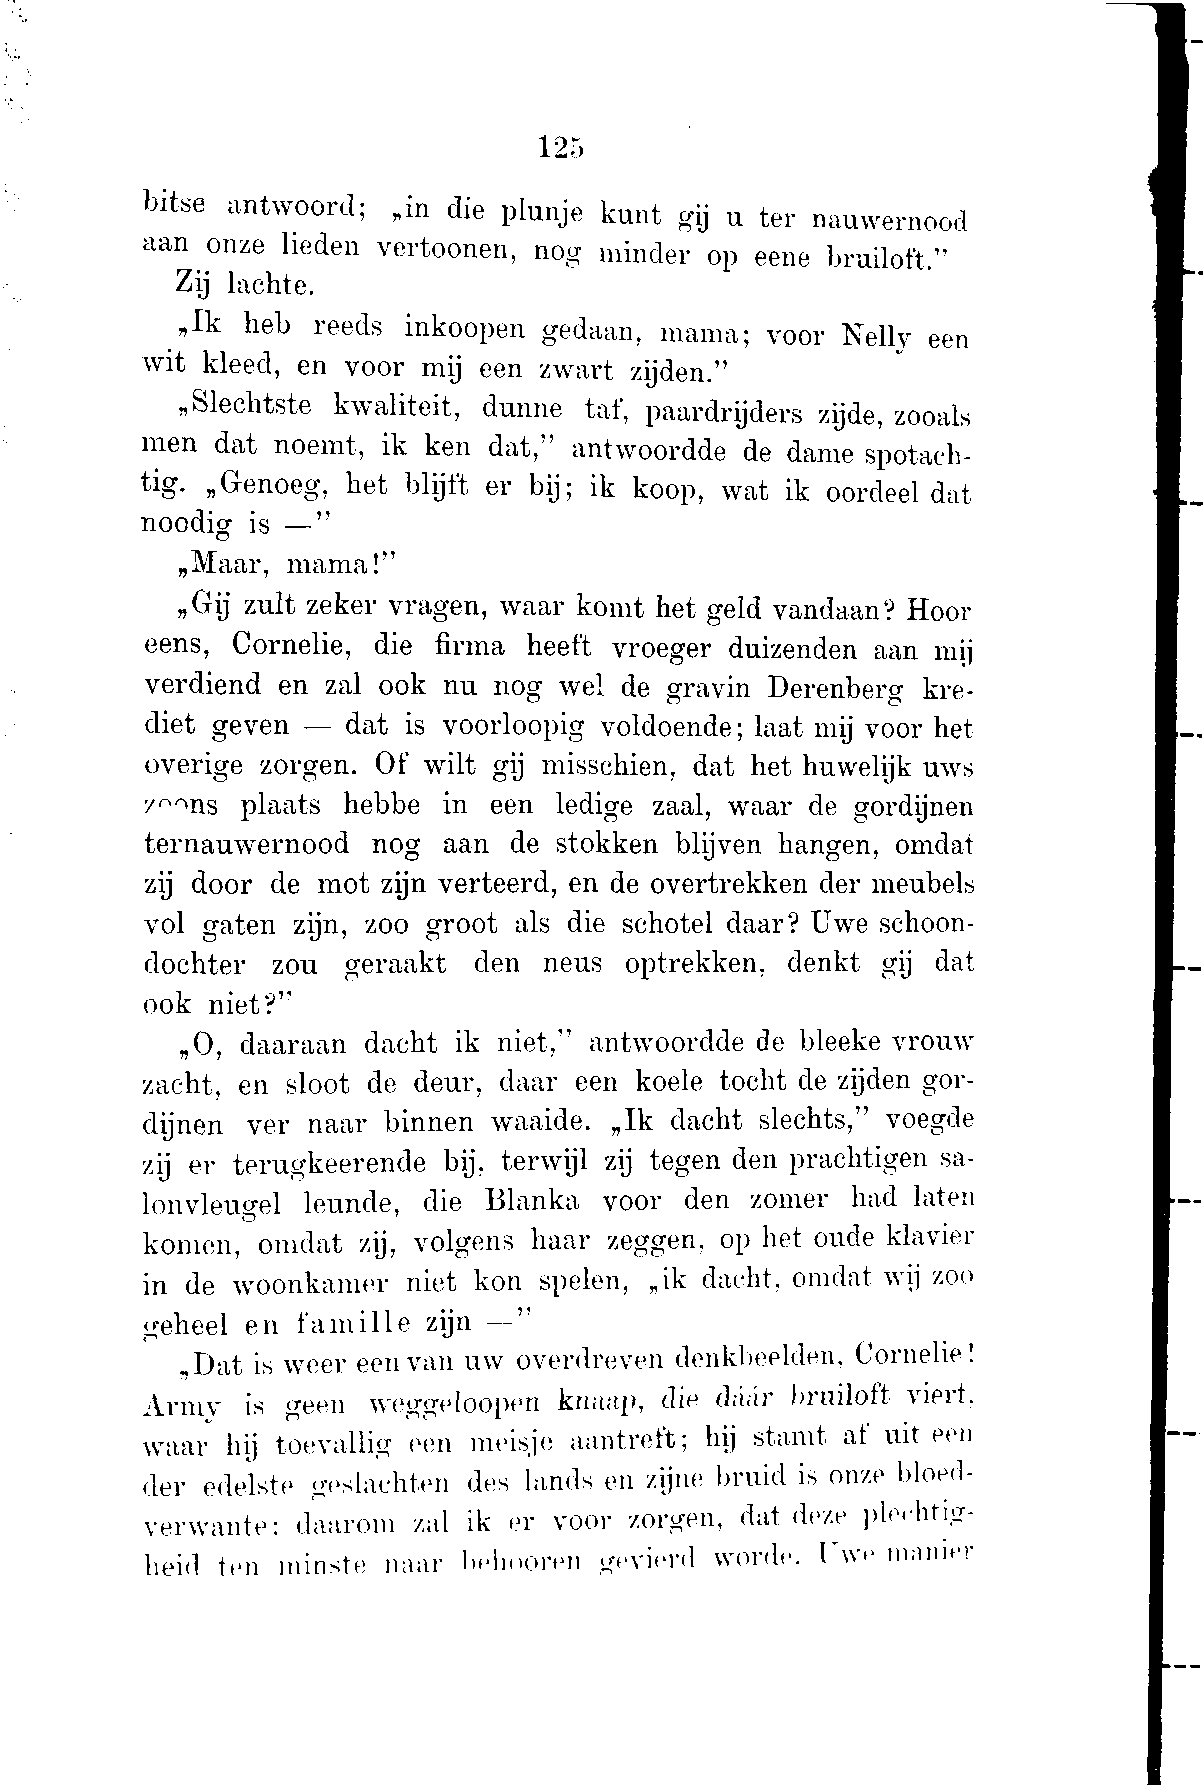 125
bitse antwoord; „in die plunje kunt gij u ter nauwernood
aan onze lieden vertoonen, nog minder op eene bruiloft.”
Zij lachte.
„Ik heb reeds inkoopen gedaan, mama; voor Nelly een
wit kleed, en voor mij een zwart zijden.”
„Slechtste kwaliteit, dunne taf, paardrijders zijde, zooals
men dat noemt, ik ken dat,” antwoordde de dame spotach-
tig. „Genoeg, het blijft er bij; ik koop, wat ik oordeel dat
noodig is —”
„Maar, mama!”
„Gij zult zeker vragen, waar komt het geld vandaan? Hoor
eens, Cornelie, die firma heeft vroeger duizenden aan mij
verdiend en zal ook nu nog wel de gravin Derenberg kre-
diet geven — dat is voorloopig voldoende; laat mij voor het
overige zorgen. Of wilt gij misschien, dat het huwelijk uws
zoons plaats hebbe in een ledige zaal, waar de gordijnen
ternauwernood nog aan de stokken blijven hangen, omdat
zij door de mot zijn verteerd, en de overtrekken der meubels
vol gaten zijn, zoo groot als die schotel daar? Uwe schoon-
dochter zou geraakt den neus optrekken, denkt gij dat
ook niet?”
„O, daaraan dacht ik niet,” antwoordde de bleeke vrouw
zacht, en sloot de deur, daar een koele tocht de zijden gor-
dijnen ver naar binnen waaide. „Ik dacht slechts,” voegde
zij er terugkeerende bij, terwijl zij tegen den prachtigen sa-
lonvleugel leunde, die Blanka voor den zomer had laten
komen, omdat zij, volgens haar zeggen, op het oude klavier
in de woonkamer niet kon spelen, „ik dacht, omdat wij zoo
geheel en famille zijn —”
„Dat is weer een van uw overdreven denkbeelden, Cornelie!
Army is geen weggeloopen knaap, die dáár bruiloft viert,
waar hij toevallig een meisje aantreft; hij stamt af uit een
der edelste geslachten des lands en zijne bruid is onze bloed-
verwante: daarom zal ik er voor zorgen, dat deze plechtig-
heid ten minste naar behooren gevierd worde. Uwe manier